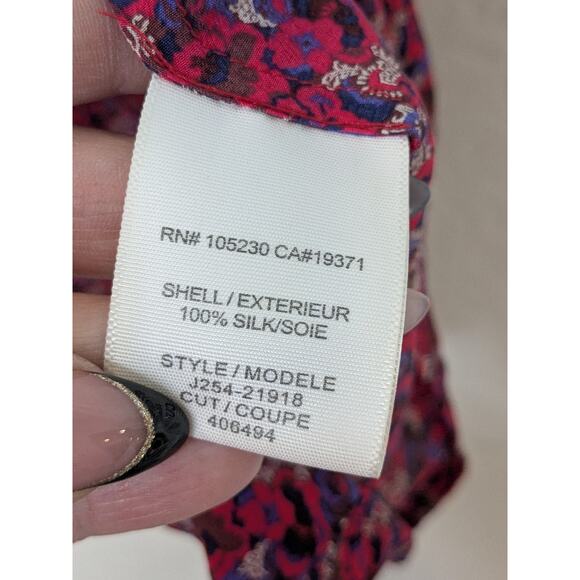 RN# 105230 CA#19371
SHELL / EXTERIEUR
100% SILK/SOIE
STYLE / MODELE
J254-21918
CUT / COUPE
406494